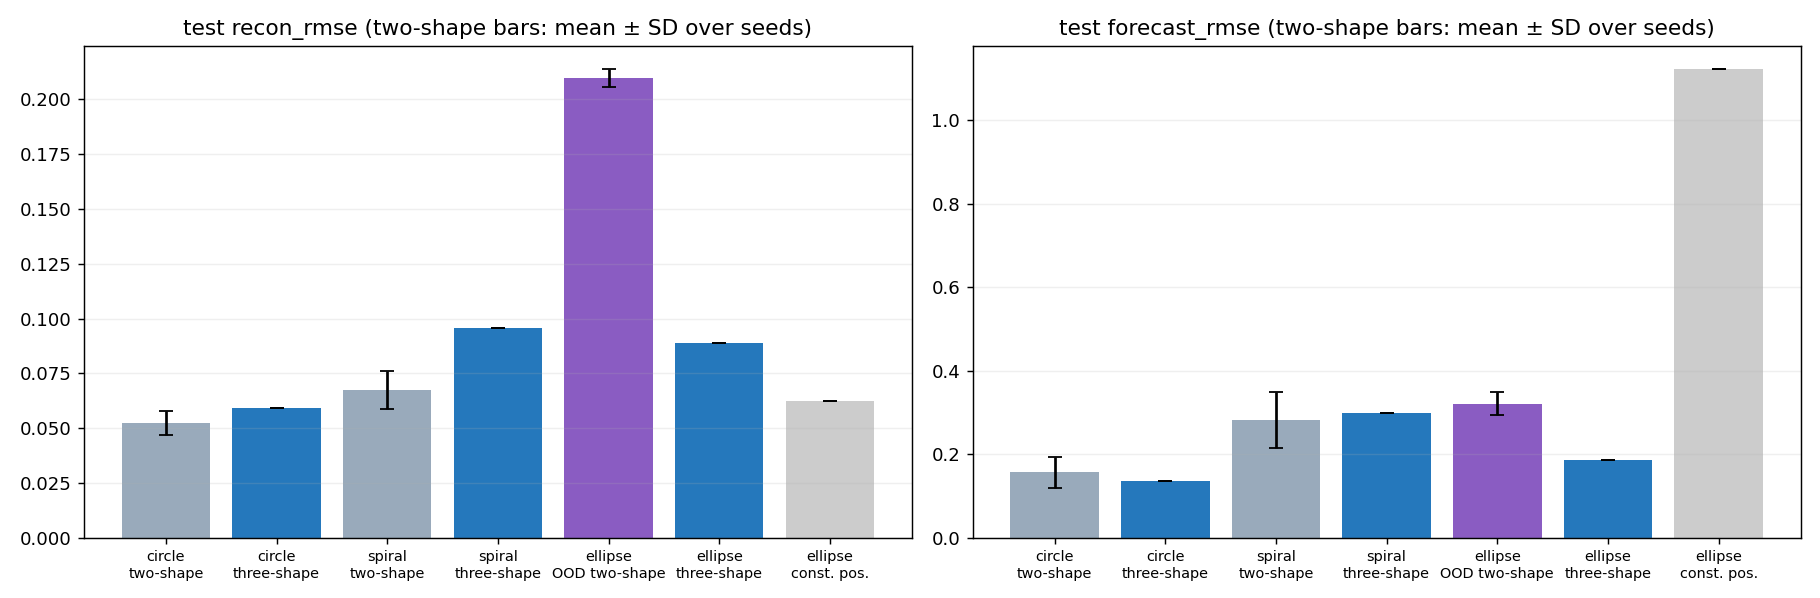 test recon_rmse (two-shape bars: mean ± SD over seeds)
0.200
0.175
0.150
0.125
0.100
0.075
0.050
0.025
0.000
circle
two-shape
circle
three-shape
spiral
two-shape
spiral
three-shape
ellipse
OOD two-shape
ellipse
three-shape
ellipse
const. pos.
test forecast_rmse (two-shape bars: mean ± SD over seeds)
1.0
0.8
0.6
0.4
0.2
0.0
circle
two-shape
circle
three-shape
spiral
two-shape
spiral
three-shape
ellipse
OOD two-shape
ellipse
three-shape
ellipse
const. pos.